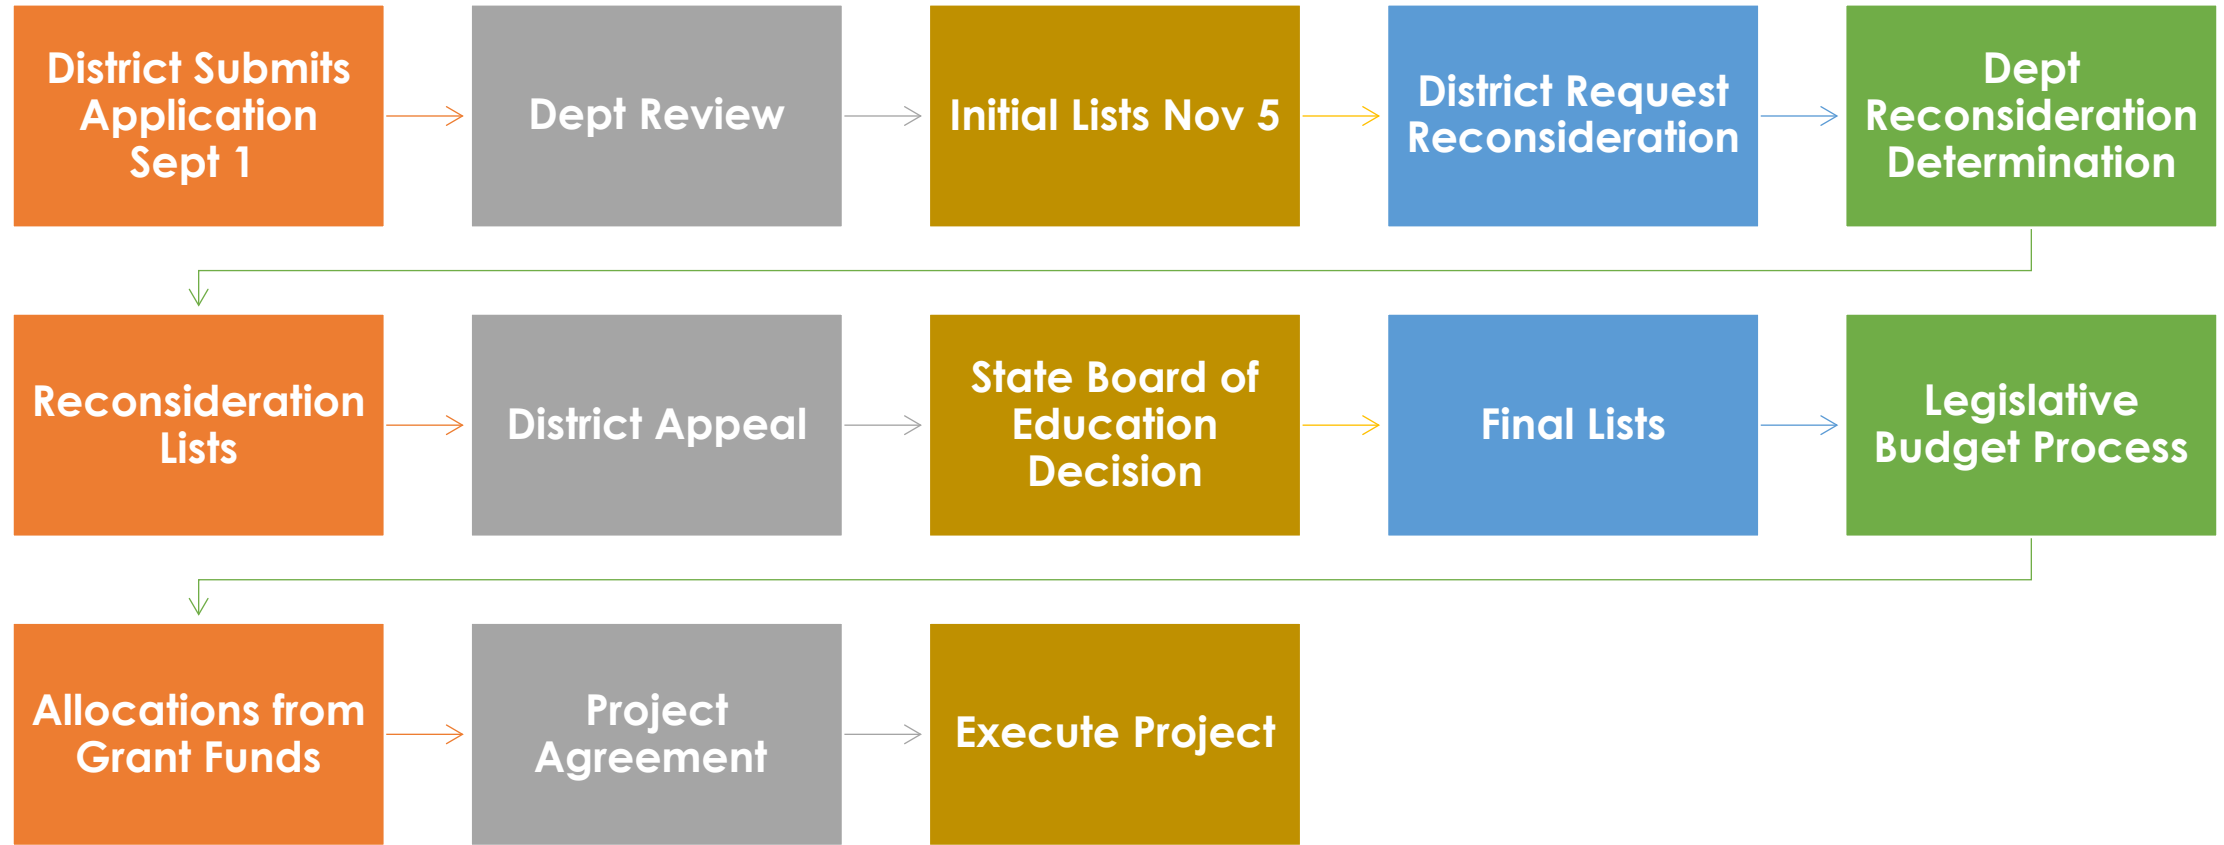 District Submits
Application
Sept 1
Dept Review
Initial Lists Nov 5
District Request
Reconsideration
Dept
Reconsideration
Determination
Reconsideration
Lists
District Appeal
State Board of
Education
Decision
Final Lists
Legislative
Budget Process
Allocations from
Grant Funds
Project
Agreement
Execute Project